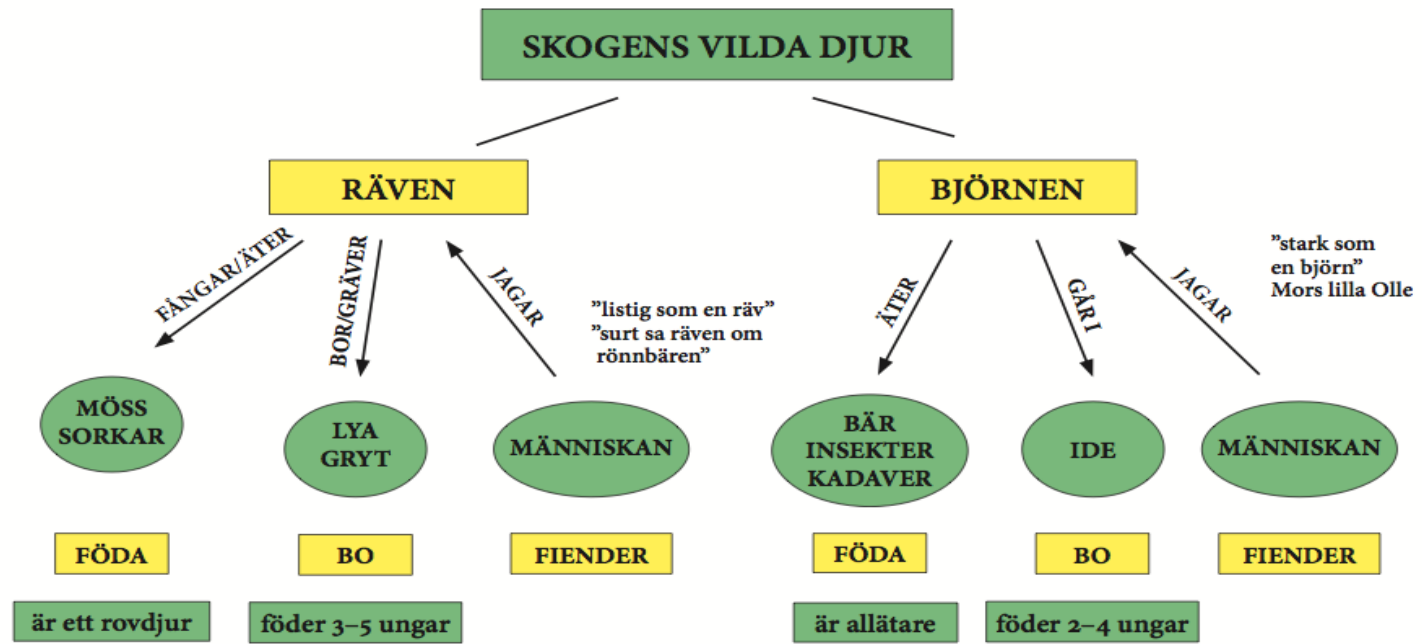 SKOGENS VILDA DJUR
RÄVEN
BJÖRNEN
FÅNGAR/ÄTER
BOR/GRÄVER
JAGAR
"listig som en räv"
"surt sa räven om
rönnbären"
ÄTER
GÅR I
JAGAR
"stark som
en björn"
Mors lilla Olle
MÖSS
SORKAR
LYA
GRYT
MÄNNISKAN
BÄR
INSEKTER
KADAVER
IDE
MÄNNISKAN
FÖDA
BO
FIENDER
FÖDA
BO
FIENDER
är ett rovdjur
föder 3–5 ungar
är allätare
föder 2–4 ungar